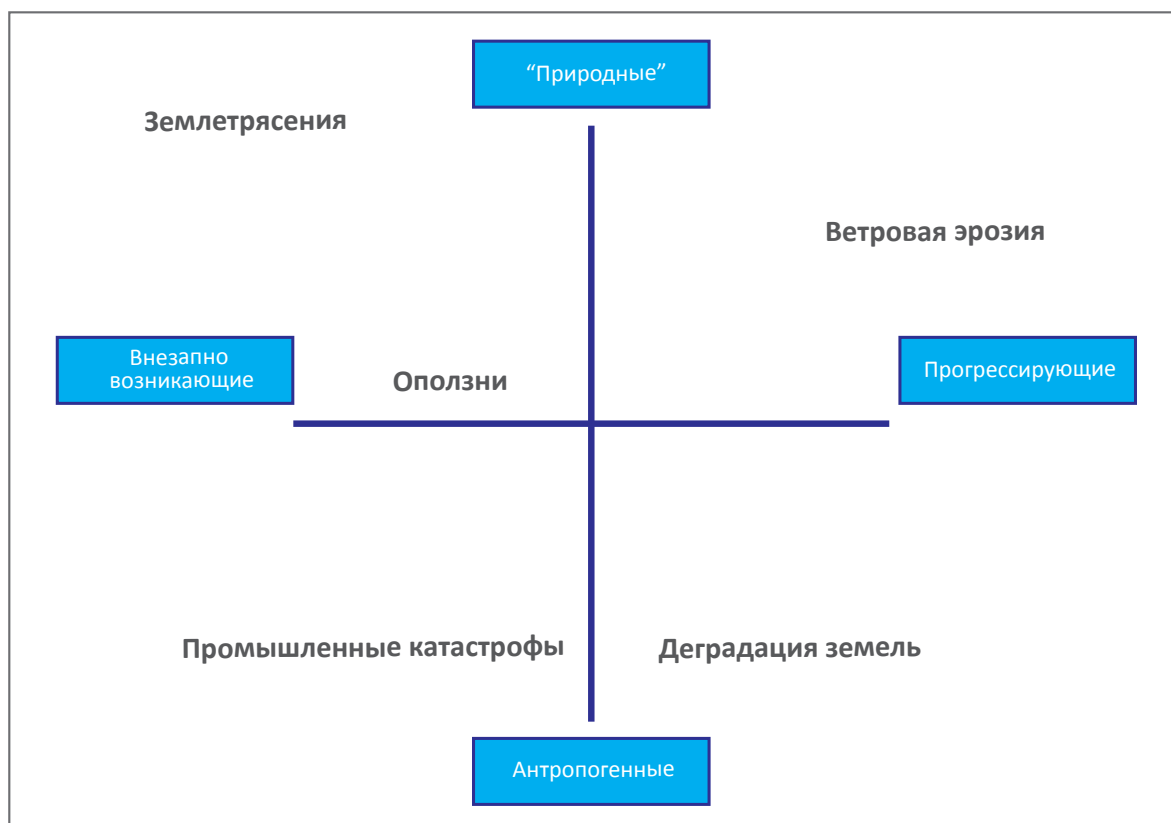 “Природные”
Землетрясения
Ветровая эрозия
Внезапно
возникающие
Оползни
Прогрессирующие
Промышленные катастрофы
Деградация земель
Антропогенные